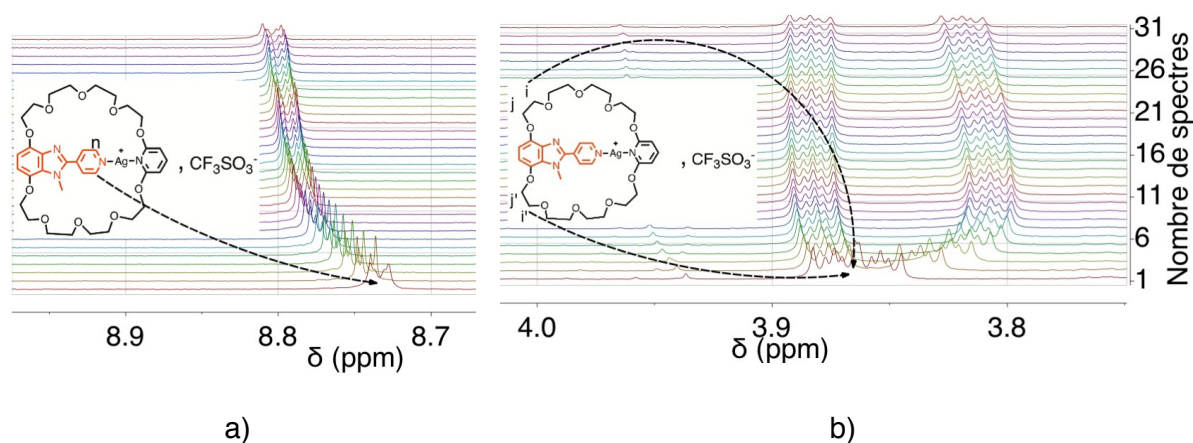 n
N
N
N
Ag
+
N
O
O
O
O
O
O
O
O
O
O
, CF3SO3-
8.9
8.8
8.7
δ (ppm)
a)
i
j
j'
i'
N
N
N
Ag
+
N
O
O
O
O
O
O
O
O
O
O
, CF3SO3-
4.0
3.9
3.8
δ (ppm)
31
26
21
16
11
6
1
Nombre de spectres
b)